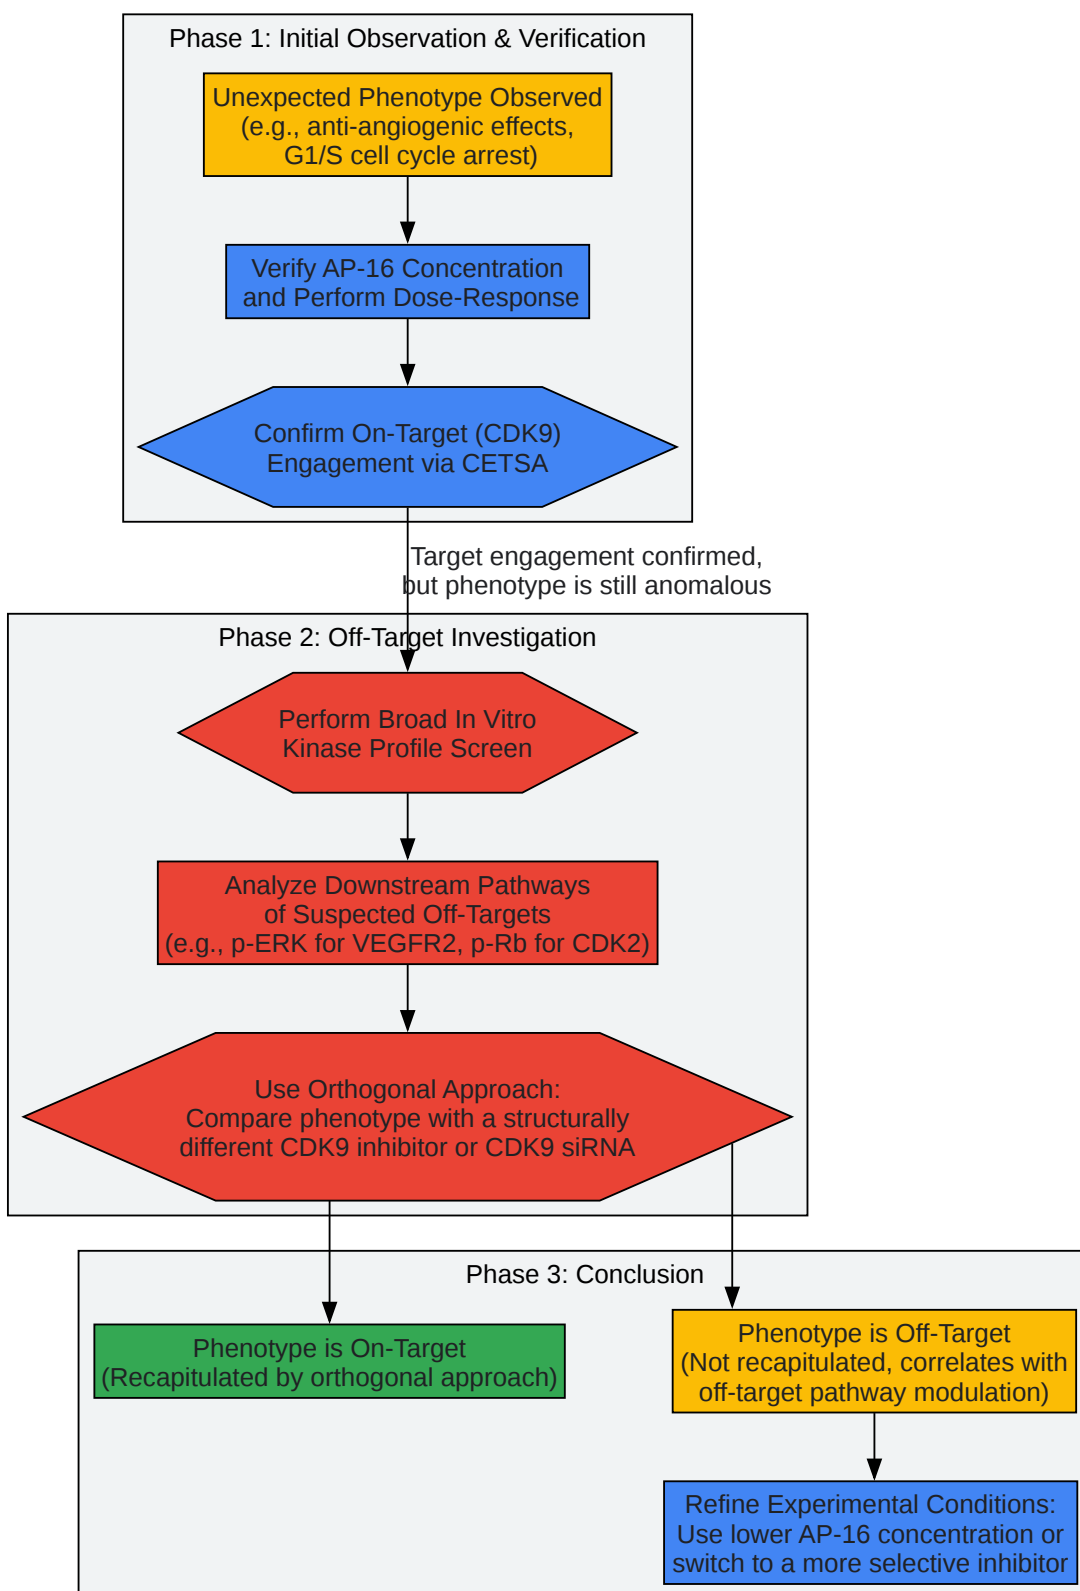 Phase 1: Initial Observation & Verification
Unexpected Phenotype Observed
(e.g., anti-angiogenic effects,
G1/S cell cycle arrest)
Verify AP-16 Concentration
and Perform Dose-Response
Confirm On-Target (CDK9)
Engagement via CETSA
Target engagement confirmed,
but phenotype is still anomalous
Phase 2: Off-Target Investigation
Perform Broad In Vitro
Kinase Profile Screen
Analyze Downstream Pathways
of Suspected Off-Targets
(e.g., p-ERK for VEGFR2, p-Rb for CDK2)
Use Orthogonal Approach:
Compare phenotype with a structurally
different CDK9 inhibitor or CDK9 siRNA
Phase 3: Conclusion
Phenotype is On-Target
(Recapitulated by orthogonal approach)
Phenotype is Off-Target
(Not recapitulated, correlates with
off-target pathway modulation)
Refine Experimental Conditions:
Use lower AP-16 concentration or
switch to a more selective inhibitor